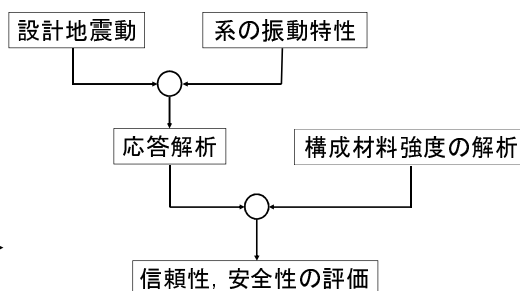 設計地震動
系の振動特性
応答解析
構成材料強度の解析
信頼性，安全性の評価